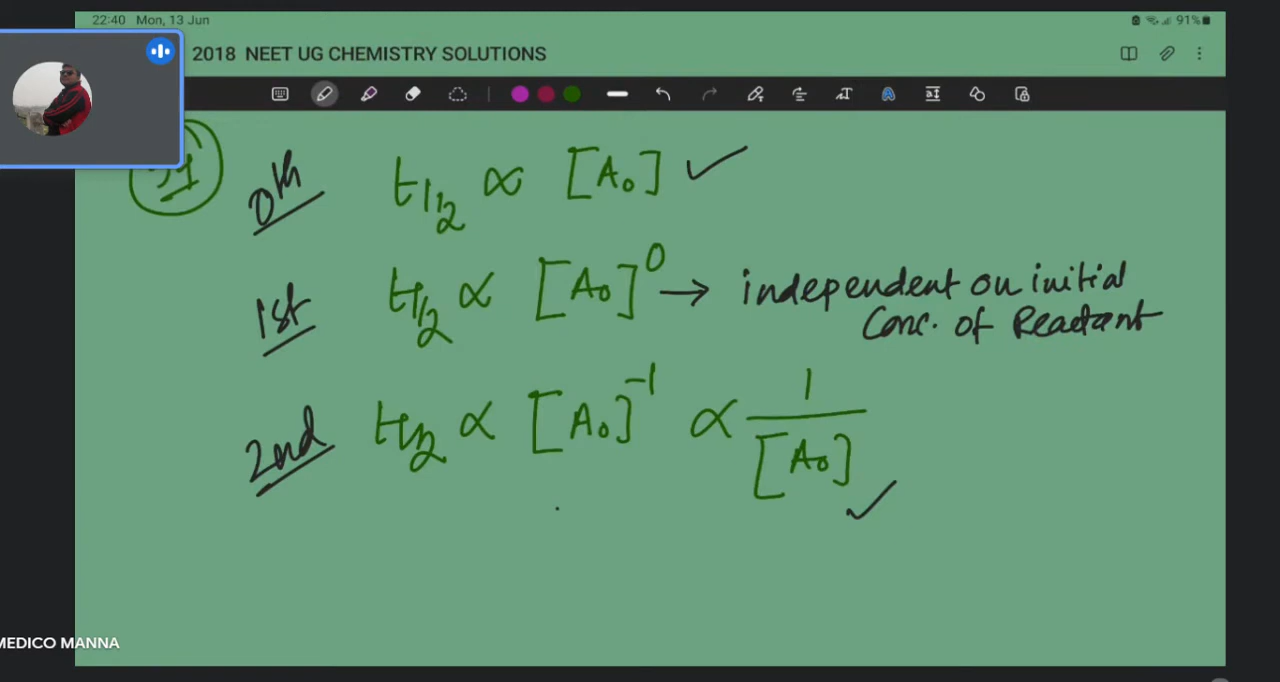 22:40 Mon, 13 Jun
91%
2018 NEET UG CHEMISTRY SOLUTIONS
0th t1/2 ∝ [A₀] ✓
1st t1/2 ∝ [A₀]⁰ → independent on initial
Conc. of Reactant
2nd t1/2 ∝ [A₀]⁻¹ ∝ 1/[A₀] ✓
MEDICO MANNA